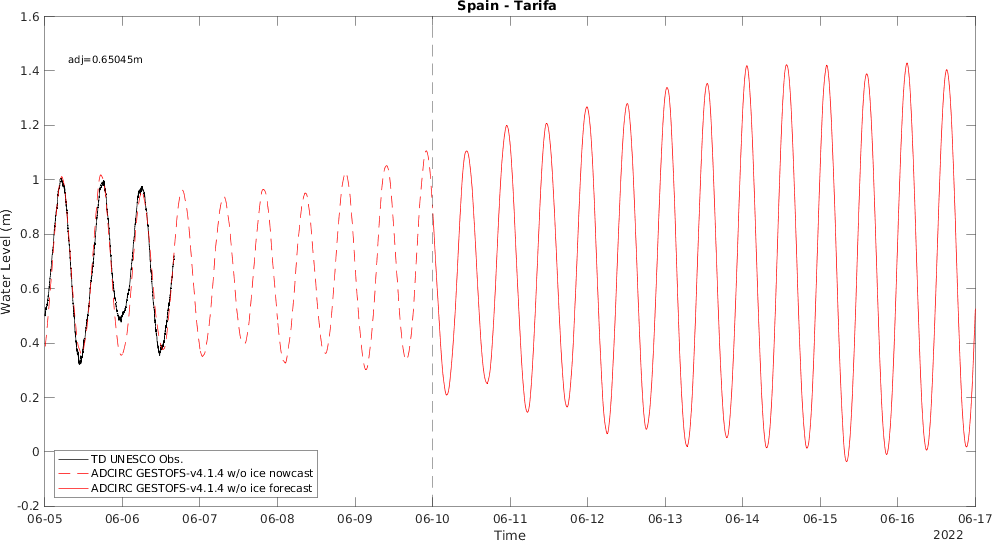 Spain - Tarifa
1.6
1.4
1.2
1
0.8
0.6
0.4
0.2
0
-0.2
Water Level (m)
adj=0.65045m
TD UNESCO Obs.
ADCIRC GESTOFS-v4.1.4 w/o ice nowcast
ADCIRC GESTOFS-v4.1.4 w/o ice forecast
06-05 06-06 06-07 06-08 06-09 06-10 06-11 06-12 06-13 06-14 06-15 06-16 06-17
Time
2022